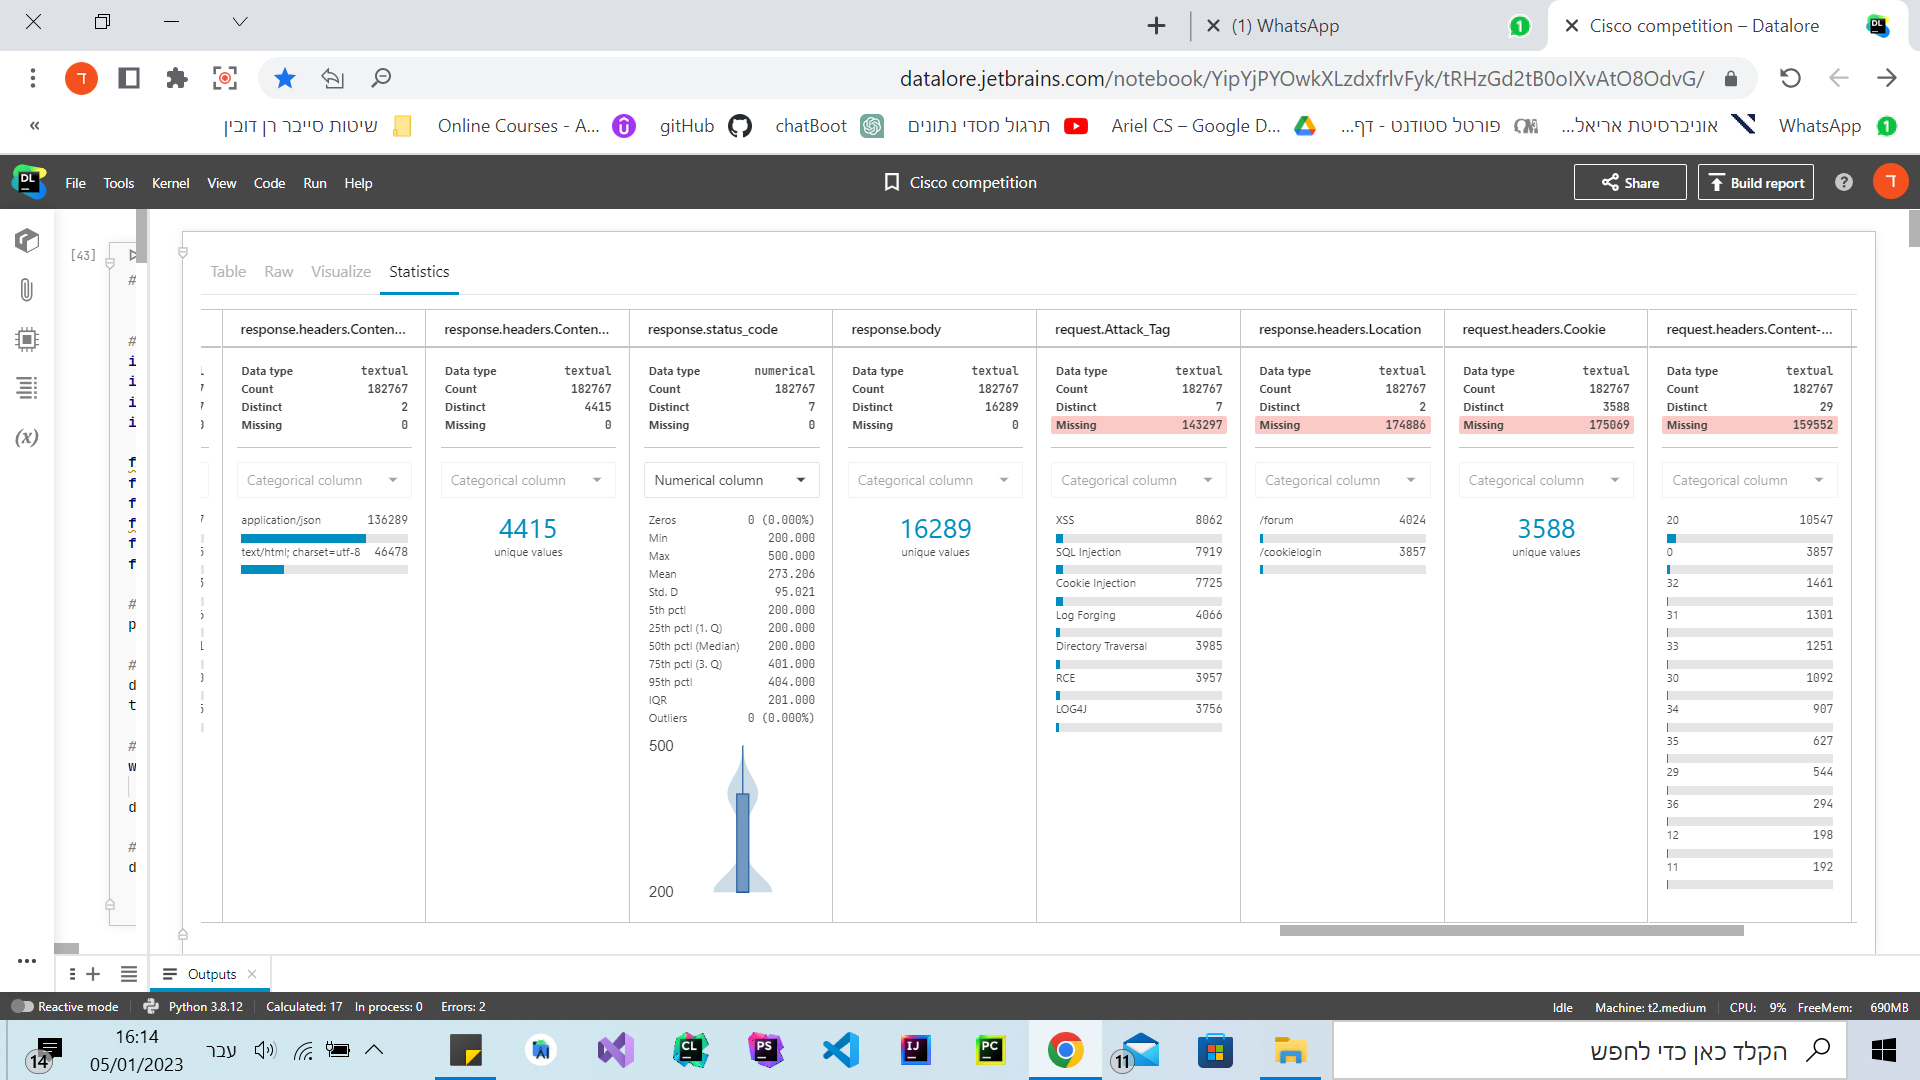 (1) WhatsApp
1
Cisco competition – Datalore
ד
datalore.jetbrains.com/notebook/YipYjPYOwkXLzdxfrlvFyk/tRHzGd2tB0oIXvAtO8OdvG/
«
שיטות סייבר רן דובין
Online Courses - A...
gitHub
chatBoot
תרגול מסדי נתונים
Ariel CS – Google D...
פורטל סטודנט - דף...
אוניברסיטת אריאל...
WhatsApp
1
DL
File Tools Kernel View Code Run Help
Cisco competition
Share
Build report
?
ד
[43]
Table Raw Visualize Statistics
response.headers.Conten...
Data type textual
Count 182767
Distinct 2
Missing 0
Categorical column
application/json 136289
text/html; charset=utf-8 46478
response.headers.Conten...
Data type textual
Count 182767
Distinct 4415
Missing 0
Categorical column
4415
unique values
response.status_code
Data type numerical
Count 182767
Distinct 7
Missing 0
Numerical column
Zeros 0 (0.000%)
Min 200.000
Max 500.000
Mean 273.206
Std. D 95.021
5th pctl 200.000
25th pctl (1. Q) 200.000
50th pctl (Median) 200.000
75th pctl (3. Q) 401.000
95th pctl 404.000
IQR 201.000
Outliers 0 (0.000%)
500
200
response.body
Data type textual
Count 182767
Distinct 16289
Missing 0
Categorical column
16289
unique values
request.Attack_Tag
Data type textual
Count 182767
Distinct 7
Missing 143297
Categorical column
XSS 8062
SQL Injection 7919
Cookie Injection 7725
Log Forging 4066
Directory Traversal 3985
RCE 3957
LOG4J 3756
response.headers.Location
Data type textual
Count 182767
Distinct 2
Missing 174886
Categorical column
/forum 4024
/cookielogin 3857
request.headers.Cookie
Data type textual
Count 182767
Distinct 3588
Missing 175069
Categorical column
3588
unique values
request.headers.Content-...
Data type textual
Count 182767
Distinct 29
Missing 159552
Categorical column
20 10547
0 3857
32 1461
31 1301
33 1251
30 1092
34 907
35 627
29 544
36 294
12 198
11 192
Outputs
Reactive mode
Python 3.8.12
Calculated: 17 In process: 0 Errors: 2
Idle Machine: t2.medium CPU: 9% FreeMem: 690MB
14
16:14
05/01/2023
עבר
CL
PS
IJ
PC
11
הקלד כאן כדי לחפש